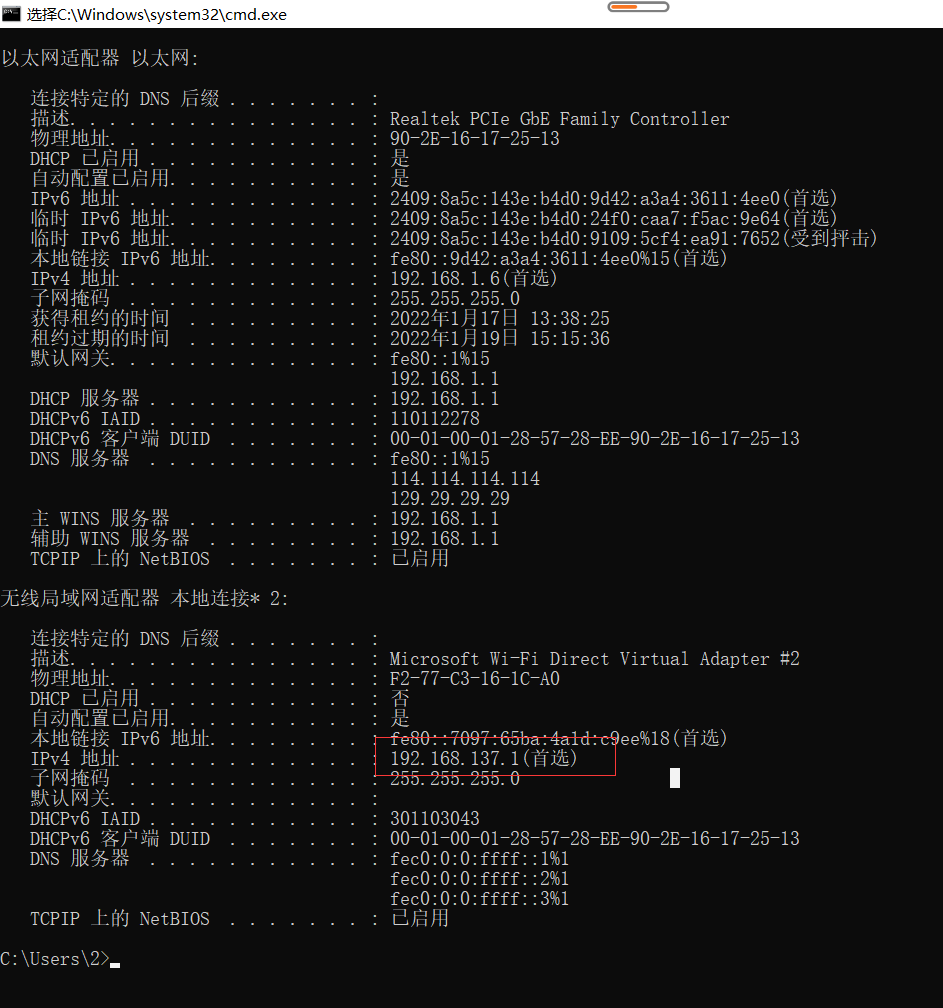 选择C:\Windows\system32\cmd.exe
以太网适配器 以太网:
连接特定的 DNS 后缀 . . . . . . . :
描述. . . . . . . . . . . . . . . : Realtek PCIe GbE Family Controller
物理地址. . . . . . . . . . . . . : 90-2E-16-17-25-13
DHCP 已启用 . . . . . . . . . . . : 是
自动配置已启用. . . . . . . . . . : 是
IPv6 地址 . . . . . . . . . . . . : 2409:8a5c:143e:b4d0:9d42:a3a4:3611:4ee0(首选)
临时 IPv6 地址. . . . . . . . . . : 2409:8a5c:143e:b4d0:24f0:caa7:f5ac:9e64(首选)
临时 IPv6 地址. . . . . . . . . . : 2409:8a5c:143e:b4d0:9109:5cf4:ea91:7652(受到抨击)
本地链接 IPv6 地址. . . . . . . . : fe80::9d42:a3a4:3611:4ee0%15(首选)
IPv4 地址 . . . . . . . . . . . . : 192.168.1.6(首选)
子网掩码  . . . . . . . . . . . . : 255.255.255.0
获得租约的时间  . . . . . . . . . : 2022年1月17日 13:38:25
租约过期的时间  . . . . . . . . . : 2022年1月19日 15:15:36
默认网关. . . . . . . . . . . . . : fe80::1%15
192.168.1.1
DHCP 服务器 . . . . . . . . . . . : 192.168.1.1
DHCPv6 IAID . . . . . . . . . . . : 110112278
DHCPv6 客户端 DUID  . . . . . . . : 00-01-00-01-28-57-28-EE-90-2E-16-17-25-13
DNS 服务器  . . . . . . . . . . . : fe80::1%15
114.114.114.114
129.29.29.29
主 WINS 服务器  . . . . . . . . . : 192.168.1.1
辅助 WINS 服务器  . . . . . . . . : 192.168.1.1
TCPIP 上的 NetBIOS  . . . . . . . : 已启用
无线局域网适配器 本地连接* 2:
连接特定的 DNS 后缀 . . . . . . . :
描述. . . . . . . . . . . . . . . : Microsoft Wi-Fi Direct Virtual Adapter #2
物理地址. . . . . . . . . . . . . : F2-77-C3-16-1C-A0
DHCP 已启用 . . . . . . . . . . . : 否
自动配置已启用. . . . . . . . . . : 是
本地链接 IPv6 地址. . . . . . . . : fe80::7097:65ba:4a1d:c9ee%18(首选)
IPv4 地址 . . . . . . . . . . . . : 192.168.137.1(首选)
子网掩码  . . . . . . . . . . . . : 255.255.255.0
默认网关. . . . . . . . . . . . . :
DHCPv6 IAID . . . . . . . . . . . : 301103043
DHCPv6 客户端 DUID  . . . . . . . : 00-01-00-01-28-57-28-EE-90-2E-16-17-25-13
DNS 服务器  . . . . . . . . . . . : fec0:0:0:ffff::1%1
fec0:0:0:ffff::2%1
fec0:0:0:ffff::3%1
TCPIP 上的 NetBIOS  . . . . . . . : 已启用
C:\Users\2>